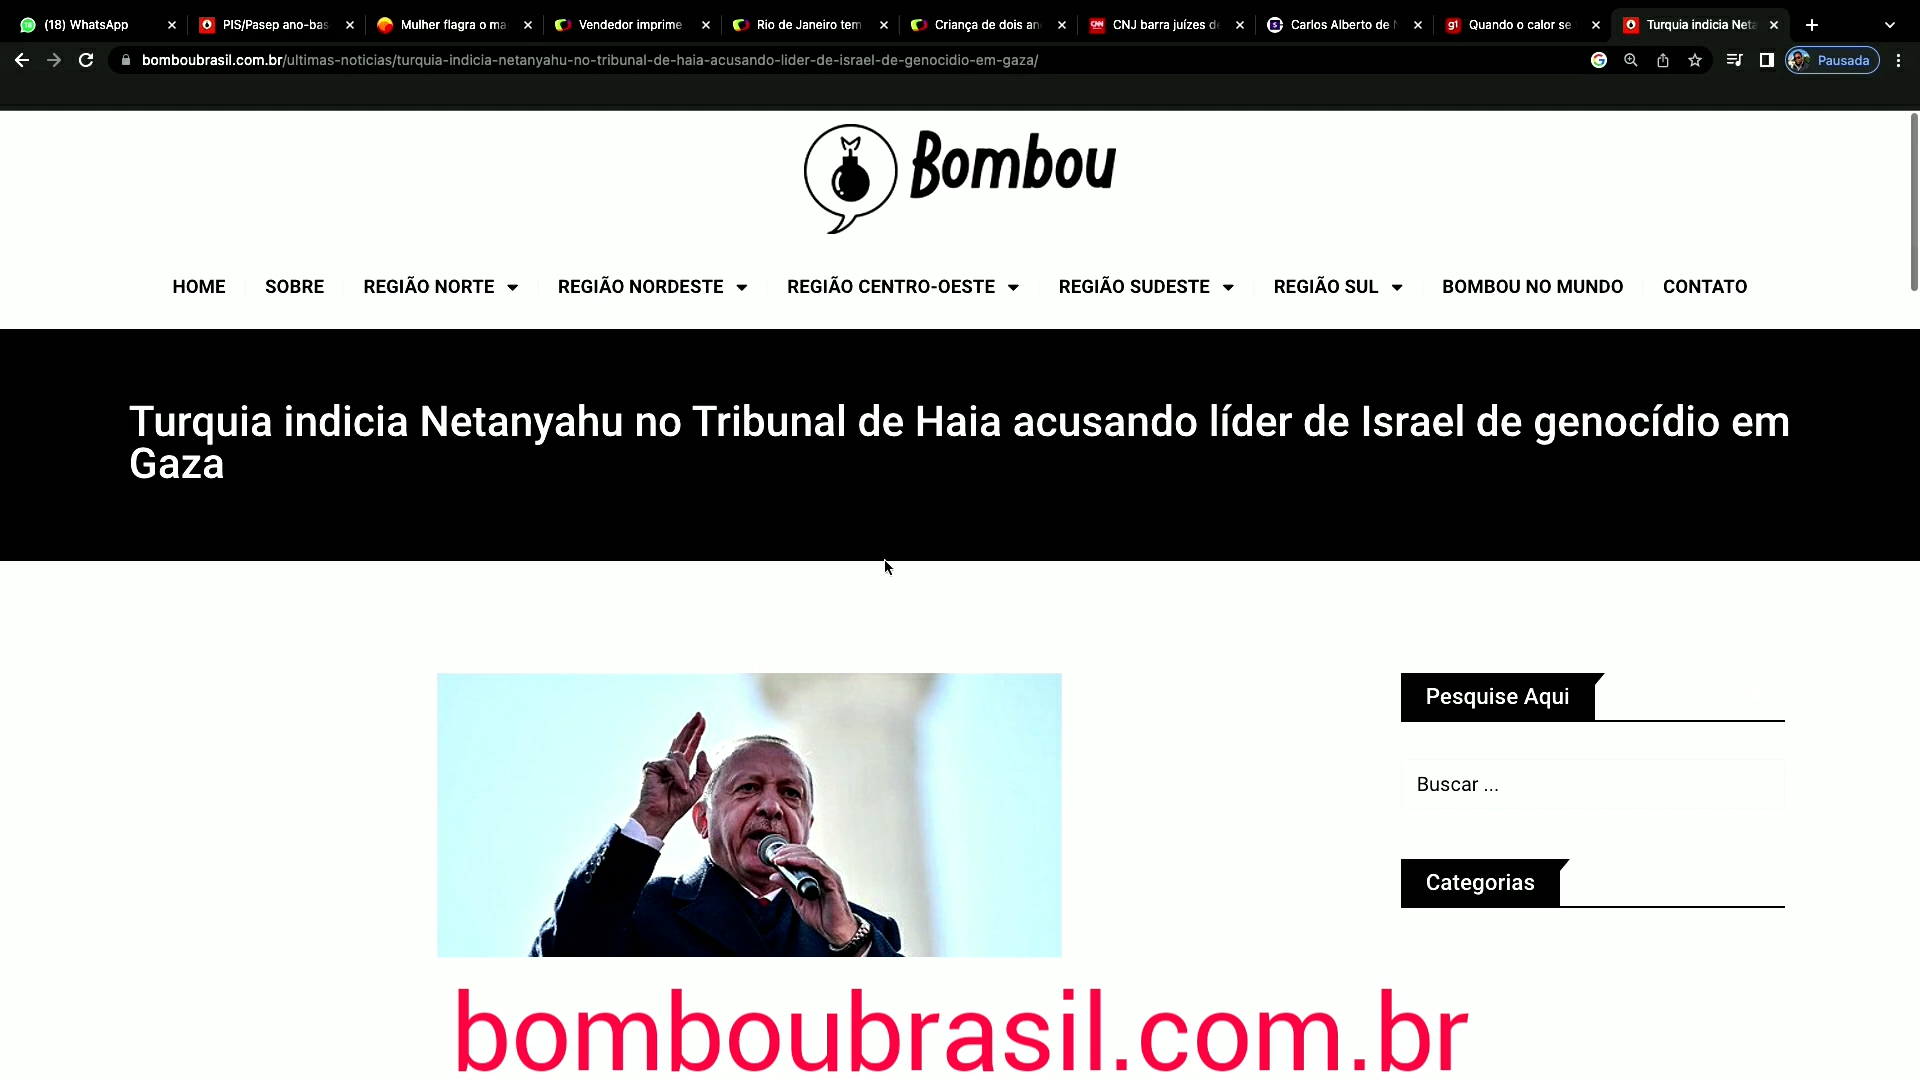 (18) WhatsApp
PIS/Pasep ano-bas
Mulher flagra o ma
Vendedor imprime
Rio de Janeiro tem
Criança de dois an
CNN
CNJ barra juízes de
Carlos Alberto de N
g1
Quando o calor se
Turquia indicia Neta
bomboubrasil.com.br/ultimas-noticias/turquia-indicia-netanyahu-no-tribunal-de-haia-acusando-lider-de-israel-de-genocidio-em-gaza/
Pausada
Bombou
HOME
SOBRE
REGIÃO NORTE
REGIÃO NORDESTE
REGIÃO CENTRO-OESTE
REGIÃO SUDESTE
REGIÃO SUL
BOMBOU NO MUNDO
CONTATO
Turquia indicia Netanyahu no Tribunal de Haia acusando líder de Israel de genocídio em
Gaza
Pesquise Aqui
Buscar ...
Categorias
bomboubrasil.com.br